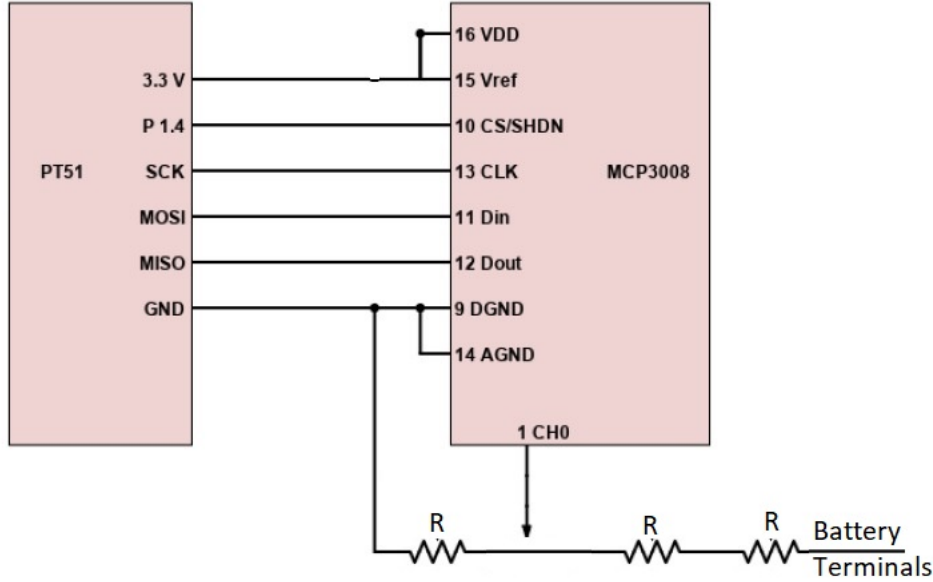 16 VDD
3.3 V
15 Vref
P 1.4
10 CS/SHDN
PT51
SCK
13 CLK
MCP3008
MOSI
11 Din
MISO
12 Dout
GND
9 DGND
14 AGND
1 CH0
R
R
R
Battery
Terminals